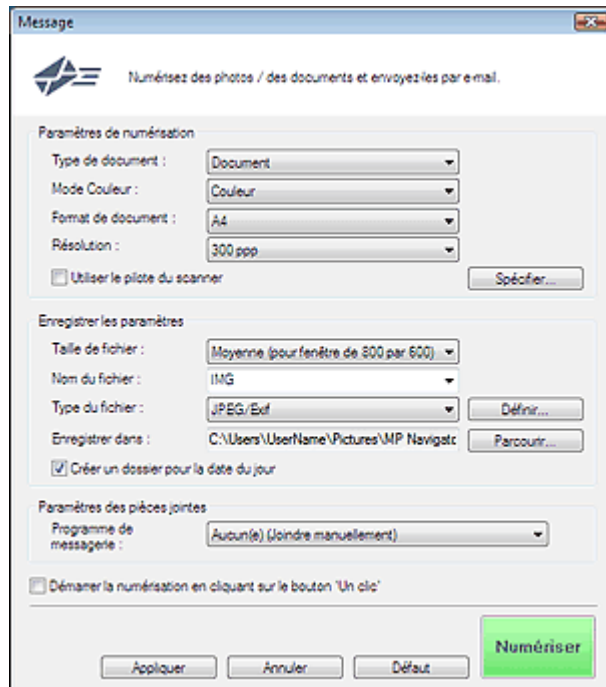 Message
Numérisez des photos / des documents et envoyez-les par e-mail.
Paramètres de numérisation
Type de document : Document
Mode Couleur : Couleur
Format de document : A4
Résolution : 300 ppp
Utiliser le pilote du scanner Spécifier...
Enregistrer les paramètres
Taille de fichier : Moyenne (pour fenêtre de 800 par 600)
Nom du fichier : IMG
Type du fichier : JPEG/Exif Définir...
Enregistrer dans : C:\Users\UserName\Pictures\MP Navigato Parcourir...
Créer un dossier pour la date du jour
Paramètres des pièces jointes
Programme de
messagerie : Aucun(e) (Joindre manuellement)
Démarrer la numérisation en cliquant sur le bouton 'Un clic'
Numériser
Appliquer Annuler Défaut